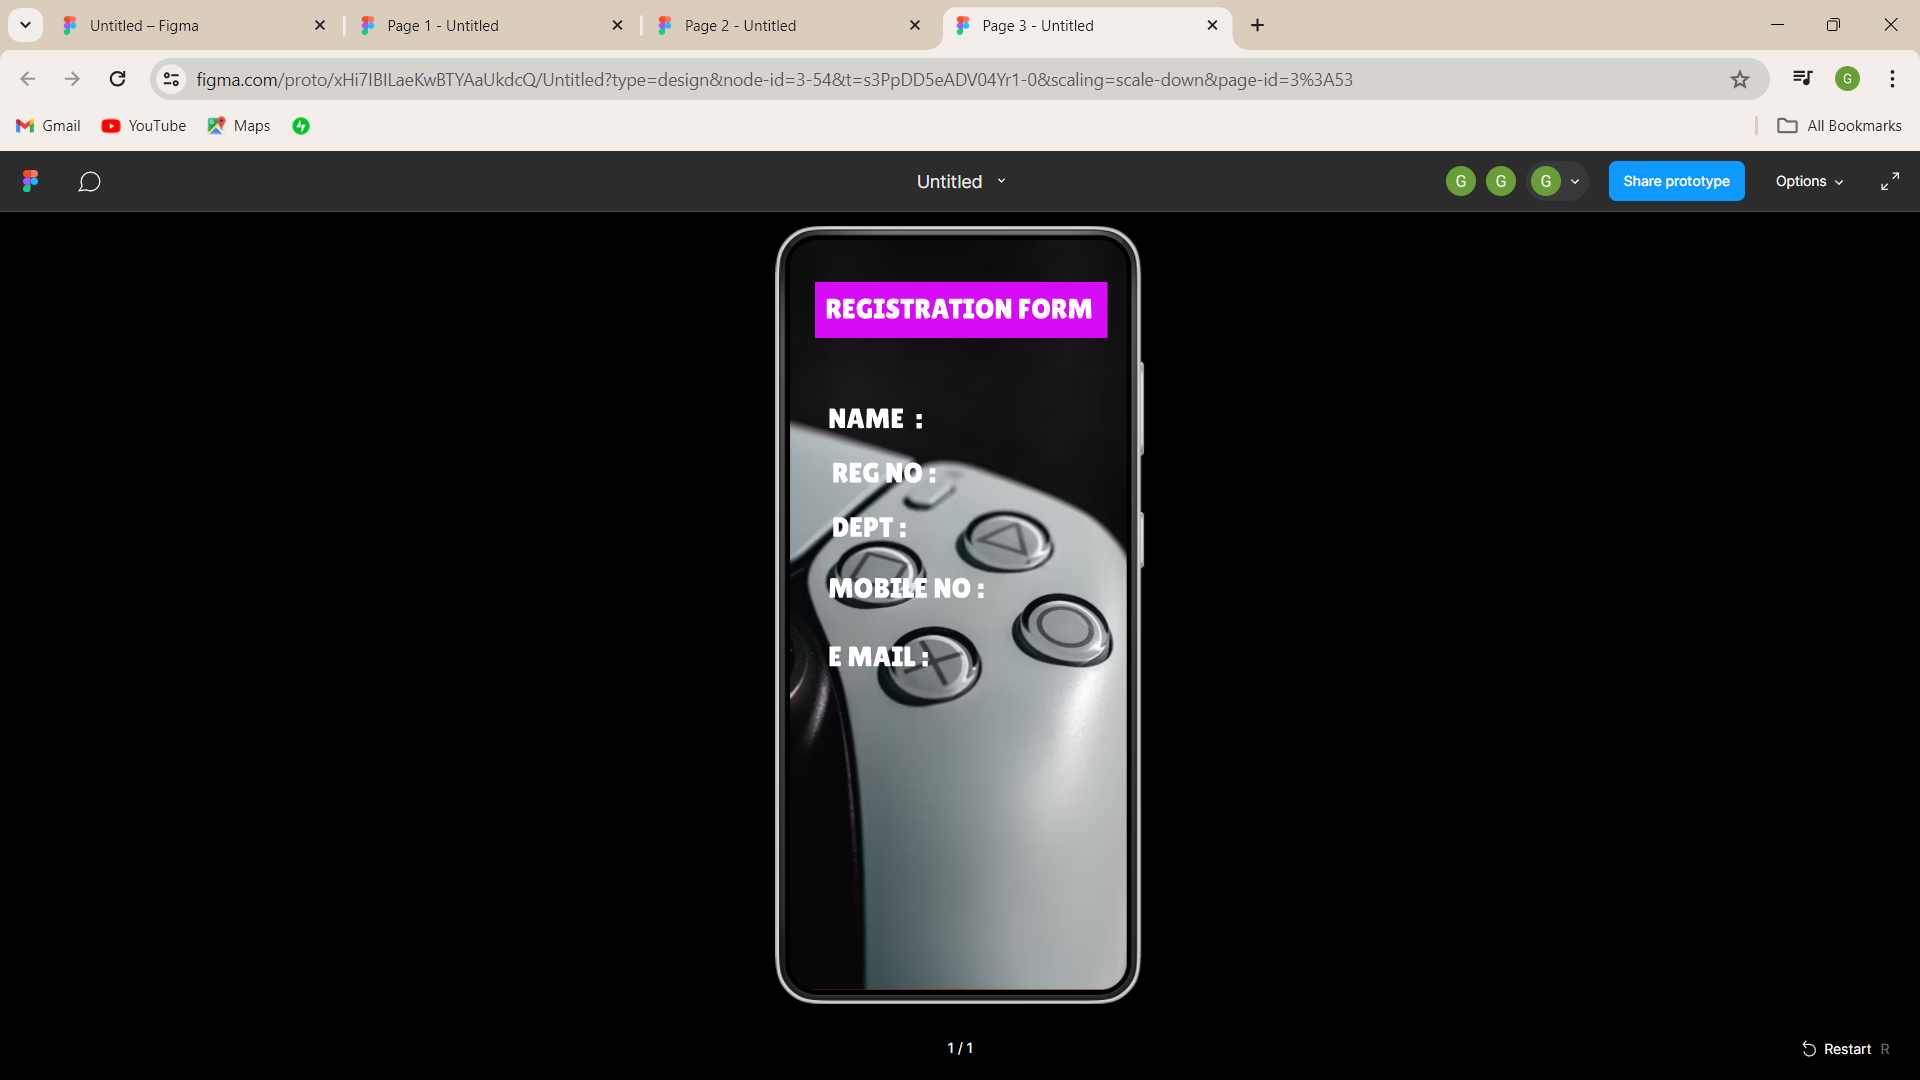 Untitled – Figma
Page 1 - Untitled
Page 2 - Untitled
Page 3 - Untitled
figma.com/proto/xHi7IBlLaeKwBTYAaUkdcQ/Untitled?type=design&node-id=3-54&t=s3PpDD5eADV04Yr1-0&scaling=scale-down&page-id=3%3A53
G
Gmail
YouTube
Maps
All Bookmarks
Untitled
G
G
G
Share prototype
Options
REGISTRATION FORM
NAME :
REG NO :
DEPT :
MOBILE NO :
E MAIL :
1 / 1
Restart R